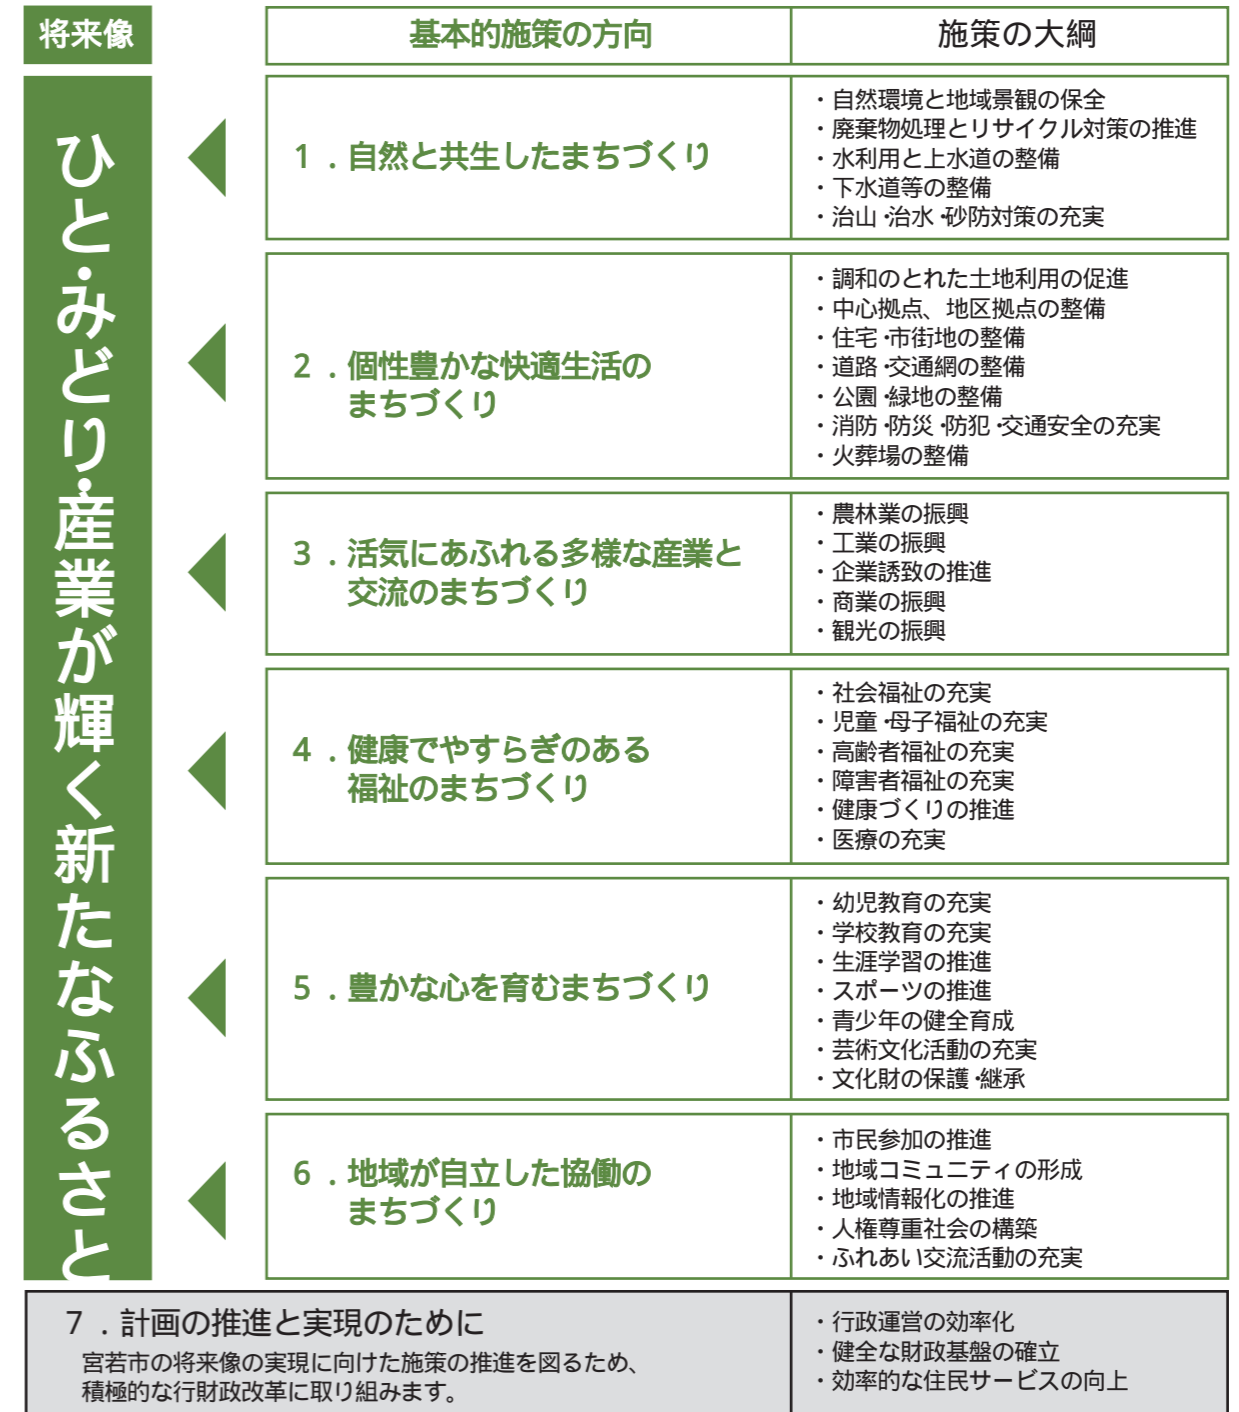 将来像
基本的施策の方向
施策の大綱
ひと・みどり・産業が輝く新たなふるさと
1．自然と共生したまちづくり
・自然環境と地域景観の保全
・廃棄物処理とリサイクル対策の推進
・水利用と上水道の整備
・下水道等の整備
・治山・治水・砂防対策の充実
2．個性豊かな快適生活の
まちづくり
・調和のとれた土地利用の促進
・中心拠点、地区拠点の整備
・住宅・市街地の整備
・道路・交通網の整備
・公園・緑地の整備
・消防・防災・防犯・交通安全の充実
・火葬場の整備
3．活気にあふれる多様な産業と
交流のまちづくり
・農林業の振興
・工業の振興
・企業誘致の推進
・商業の振興
・観光の振興
4．健康でやすらぎのある
福祉のまちづくり
・社会福祉の充実
・児童・母子福祉の充実
・高齢者福祉の充実
・障害者福祉の充実
・健康づくりの推進
・医療の充実
5．豊かな心を育むまちづくり
・幼児教育の充実
・学校教育の充実
・生涯学習の推進
・スポーツの推進
・青少年の健全育成
・芸術文化活動の充実
・文化財の保護・継承
6．地域が自立した協働の
まちづくり
・市民参加の推進
・地域コミュニティの形成
・地域情報化の推進
・人権尊重社会の構築
・ふれあい交流活動の充実
7．計画の推進と実現のために
宮若市の将来像の実現に向けた施策の推進を図るため、
積極的な行財政改革に取り組みます。
・行政運営の効率化
・健全な財政基盤の確立
・効率的な住民サービスの向上